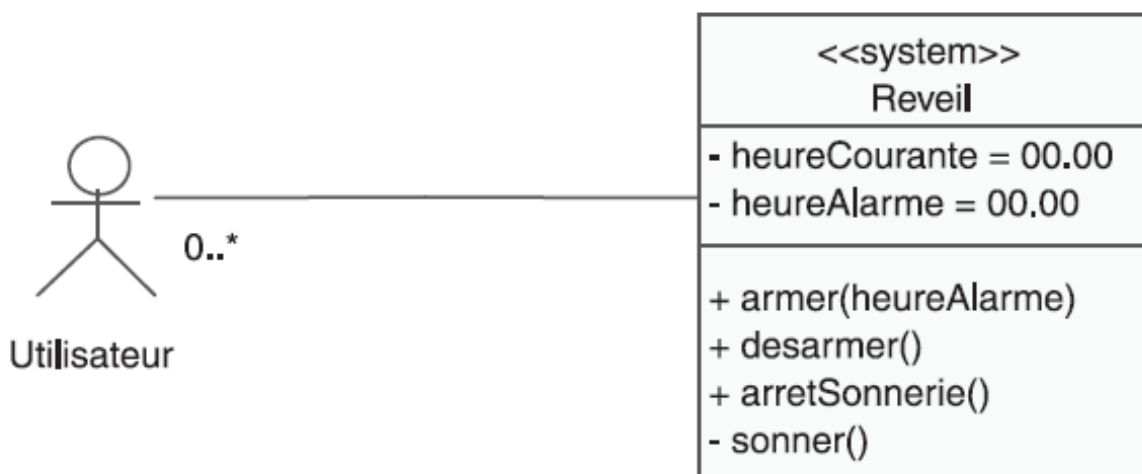 <<system>>
Reveil
- heureCourante = 00.00
- heureAlarme = 00.00
0..*
Utilisateur
+ armer(heureAlarme)
+ desarmer()
+ arretSonnerie()
- sonner()